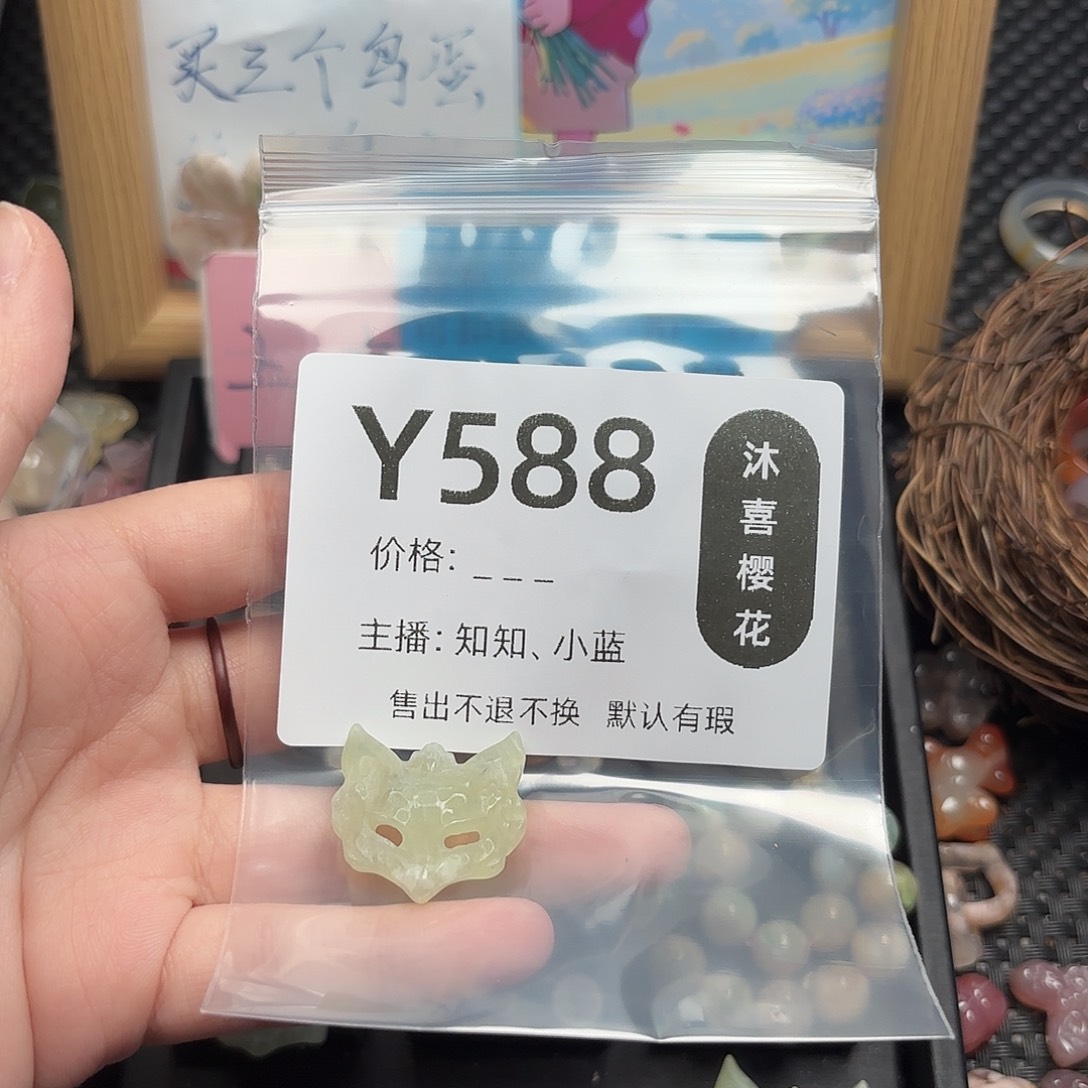 买三个鸟蛋
Y588
沐喜樱花
价格: _ _ _
主播: 知知、小蓝
售出不退不换 默认有瑕